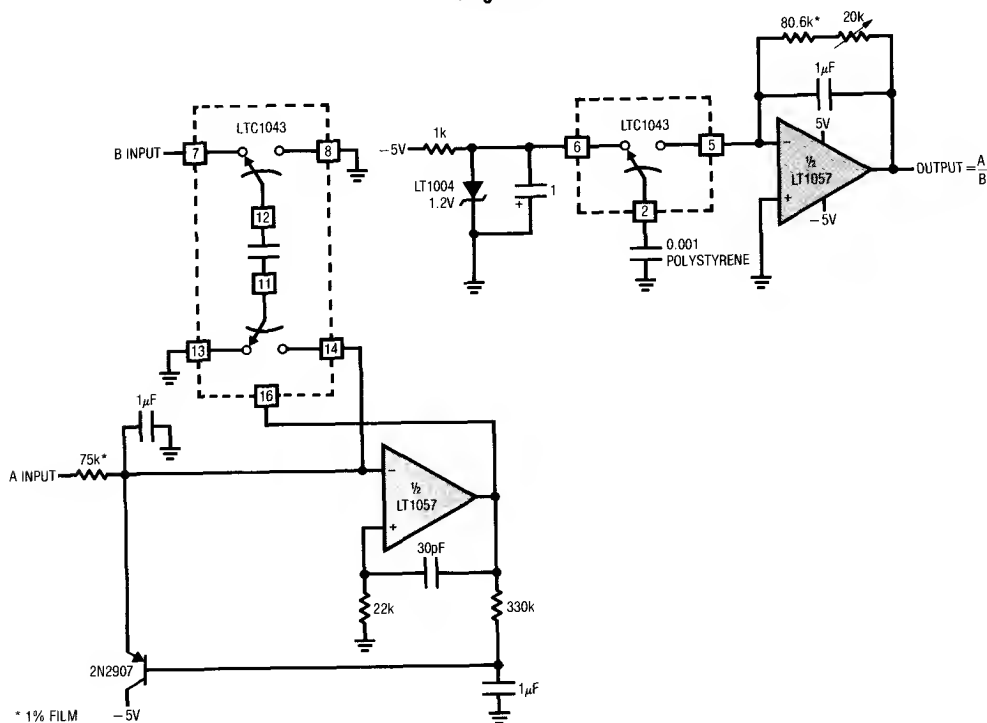 80.6k*
20k
1µF
LTC1043
B INPUT
7
8
1k
-5V
6
LTC1043
5
5V
½
LT1057
OUTPUT = A/B
-5V
LT1004
1.2V
1
+
-
+
12
2
0.001
POLYSTYRENE
11
13
14
16
1µF
75k*
A INPUT
-
½
LT1057
+
30pF
22k
330k
2N2907
1µF
-5V
* 1% FILM